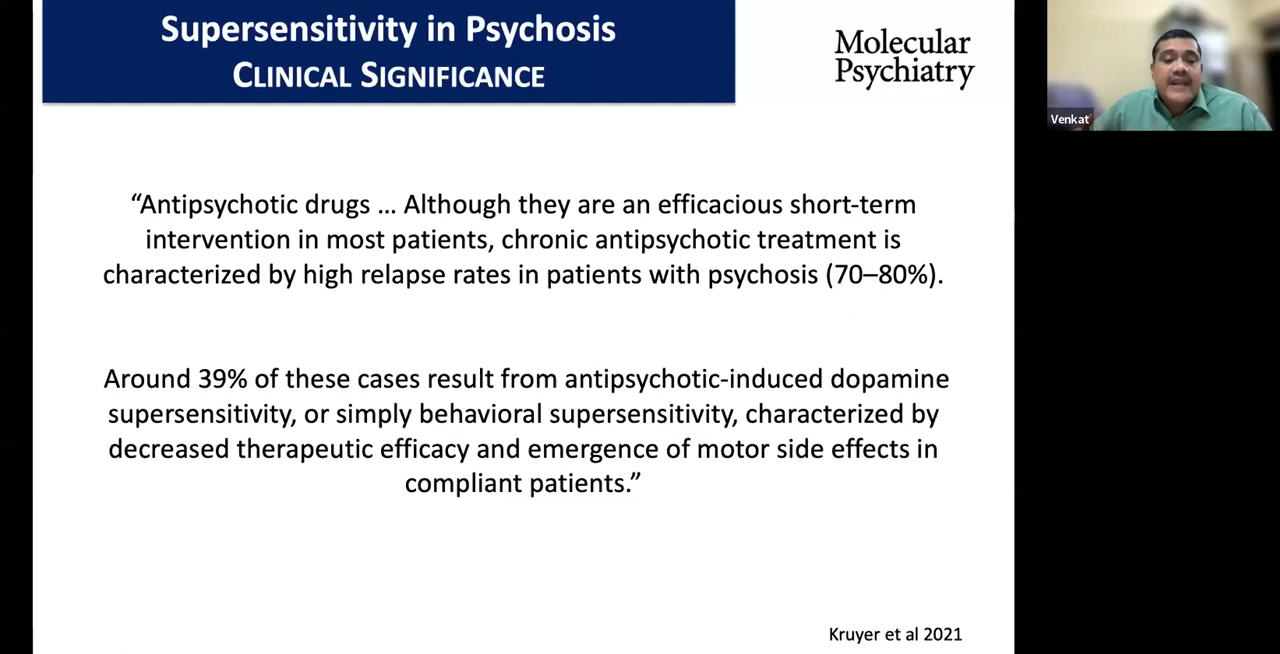 Supersensitivity in Psychosis
CLINICAL SIGNIFICANCE
Molecular
Psychiatry
Venkat
“Antipsychotic drugs ... Although they are an efficacious short-term
intervention in most patients, chronic antipsychotic treatment is
characterized by high relapse rates in patients with psychosis (70–80%).
Around 39% of these cases result from antipsychotic-induced dopamine
supersensitivity, or simply behavioral supersensitivity, characterized by
decreased therapeutic efficacy and emergence of motor side effects in
compliant patients.”
Kruyer et al 2021